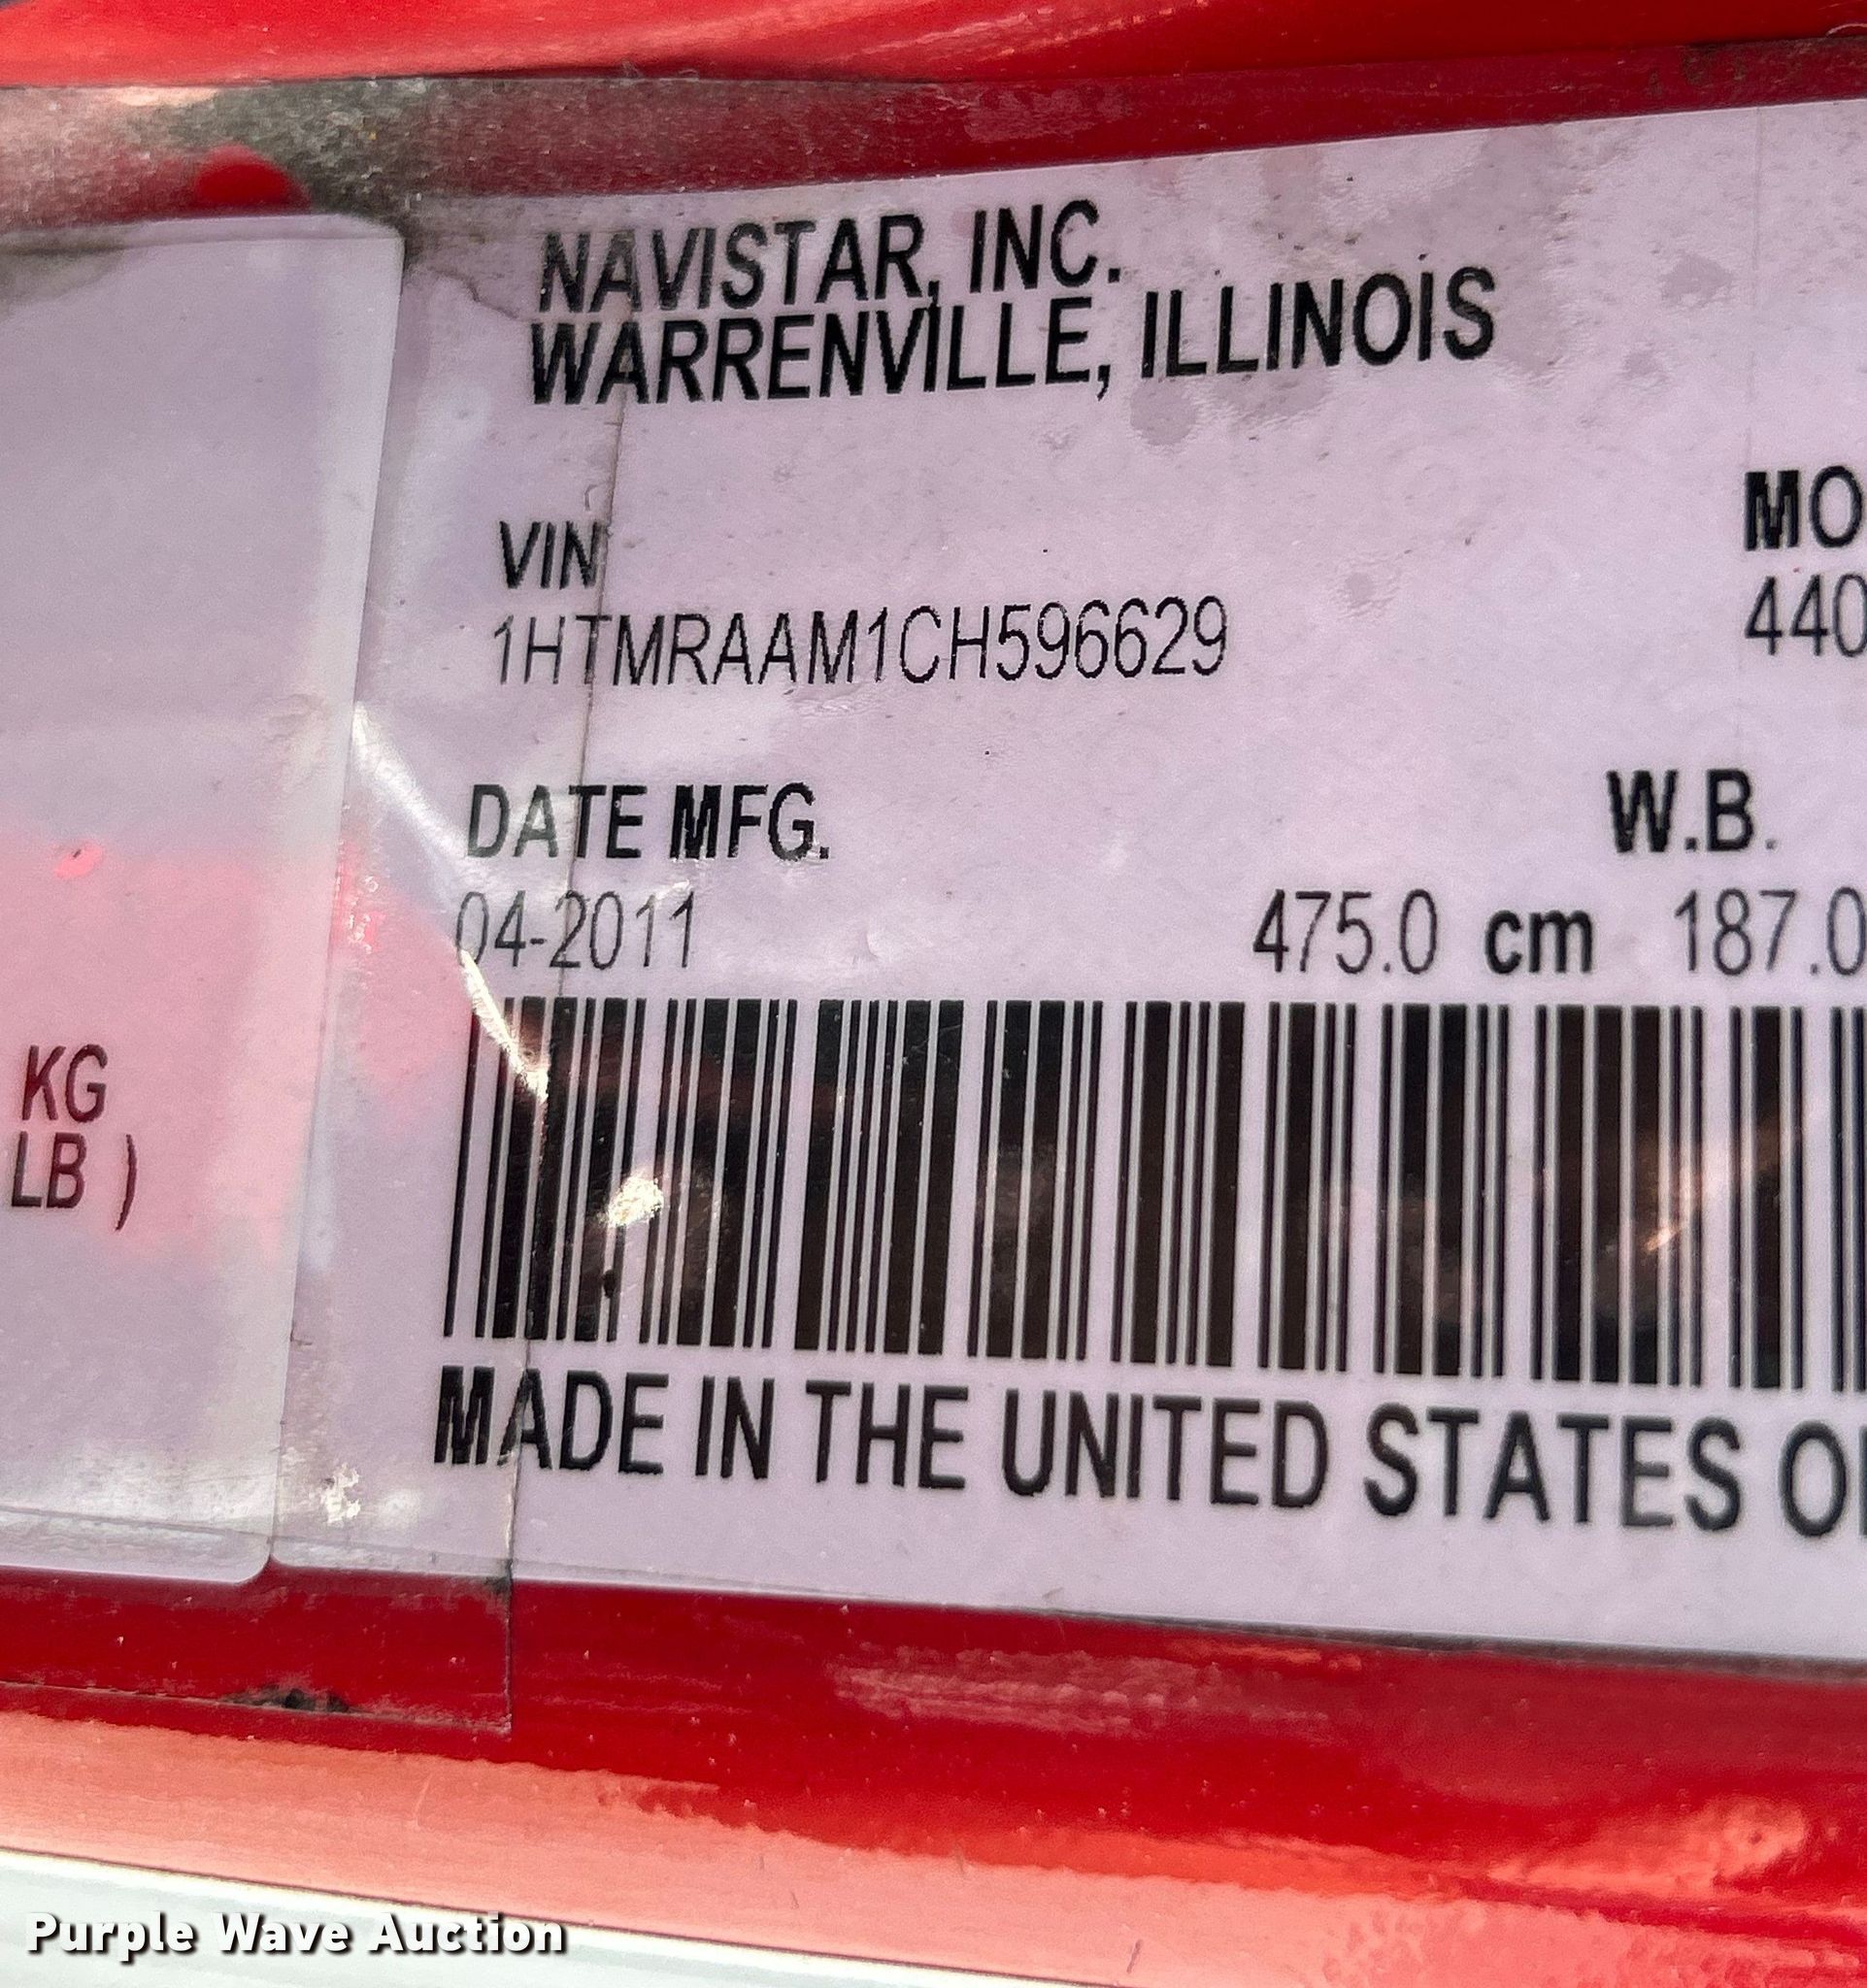 NAVISTAR, INC.
WARRENVILLE, ILLINOIS
VIN
1HTMRAAM1CH596629
MO
440
DATE MFG.
W.B.
04-2011
475.0 cm 187.0
KG
LB )
MADE IN THE UNITED STATES OF
Purple Wave Auction